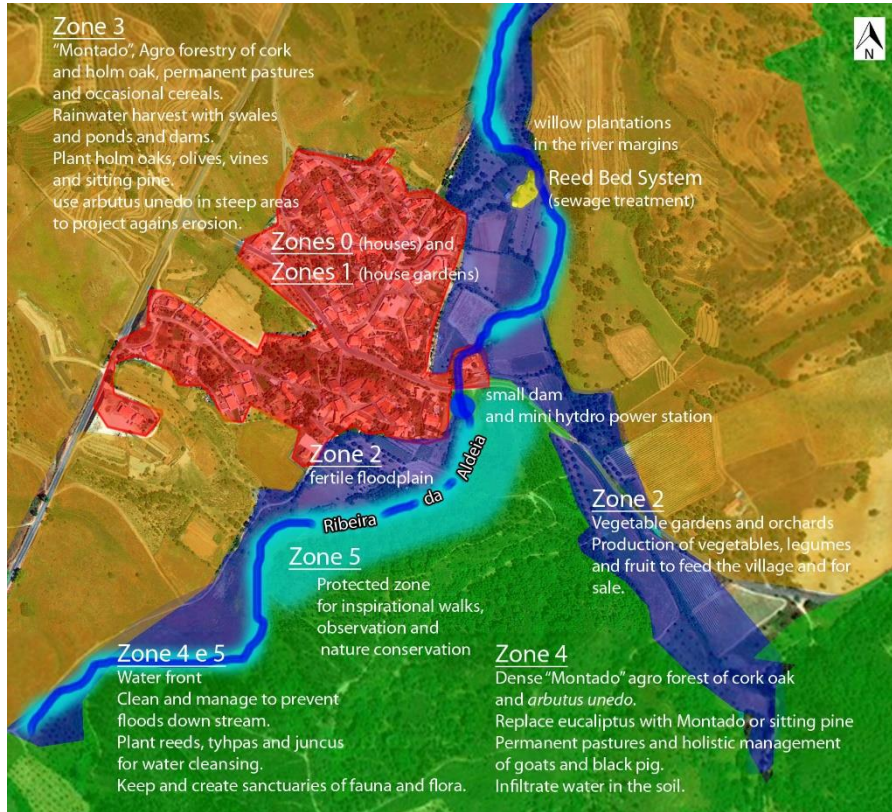 Zone 3
"Montado", Agro forestry of cork
and holm oak, permanent pastures
and occasional cereals.
Rainwater harvest with swales
and ponds and dams.
Plant holm oaks, olives, vines
and sitting pine.
use arbutus unedo in steep areas
to project agains erosion.
N
willow plantations
in the river margins
Reed Bed System
(sewage treatment)
Zones 0 (houses) and
Zones 1 (house gardens)
small dam
and mini hytdro power station
Zone 2
fertile floodplain
Ribeira da Aldeia
Zone 2
Vegetable gardens and orchards
Production of vegetables, legumes
and fruit to feed the village and for
sale.
Zone 5
Protected zone
for inspirational walks,
observation and
nature conservation
Zone 4 e 5
Water front
Clean and manage to prevent
floods down stream.
Plant reeds, tyhpas and juncus
for water cleansing.
Keep and create sanctuaries of fauna and flora.
Zone 4
Dense "Montado" agro forest of cork oak
and arbutus unedo.
Replace eucaliptus with Montado or sitting pine
Permanent pastures and holistic management
of goats and black pig.
Infiltrate water in the soil.